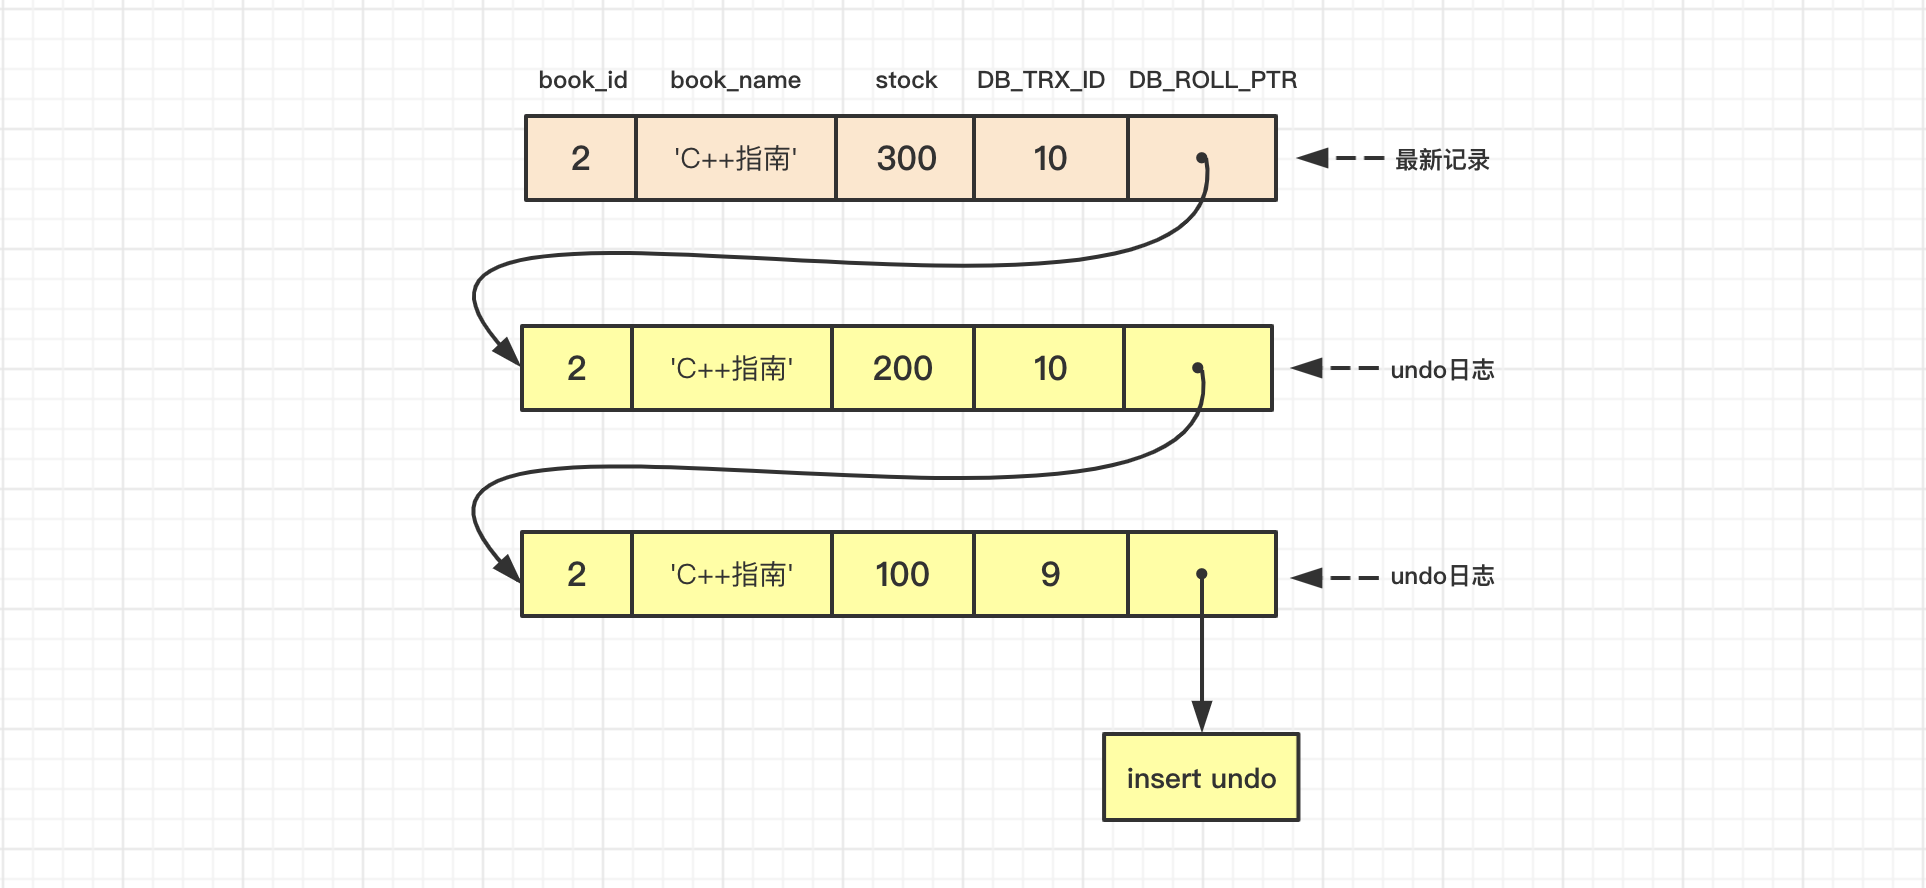 book_id book_name stock DB_TRX_ID DB_ROLL_PTR
2 'C++指南' 300 10 最新记录
2 'C++指南' 200 10 undo日志
2 'C++指南' 100 9 undo日志
insert undo